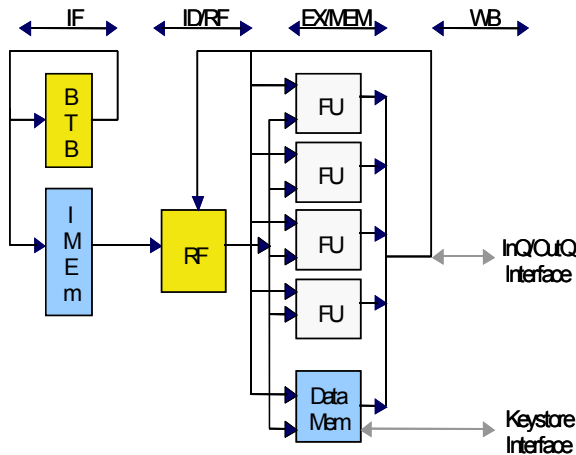 IF ID/RF EX/MEM WB
B
T
B
I
M
E
m
RF
FU
FU
FU
FU
Data
Mem
InQ/OutQ
Interface
Keystore
Interface